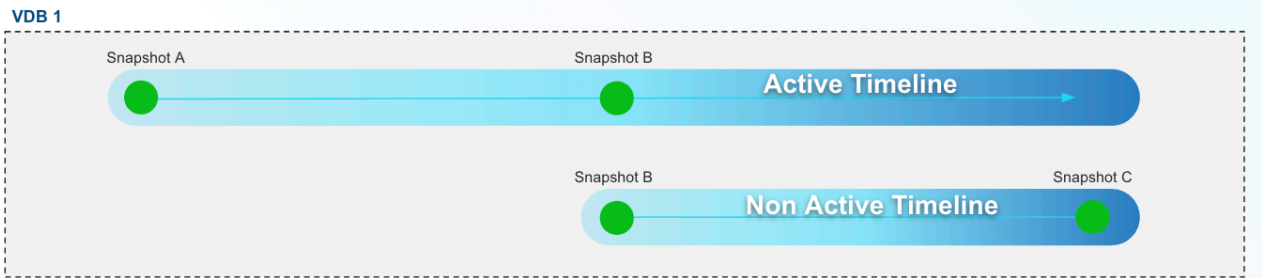 VDB 1
Snapshot A
Snapshot B
Active Timeline
Snapshot B
Snapshot C
Non Active Timeline